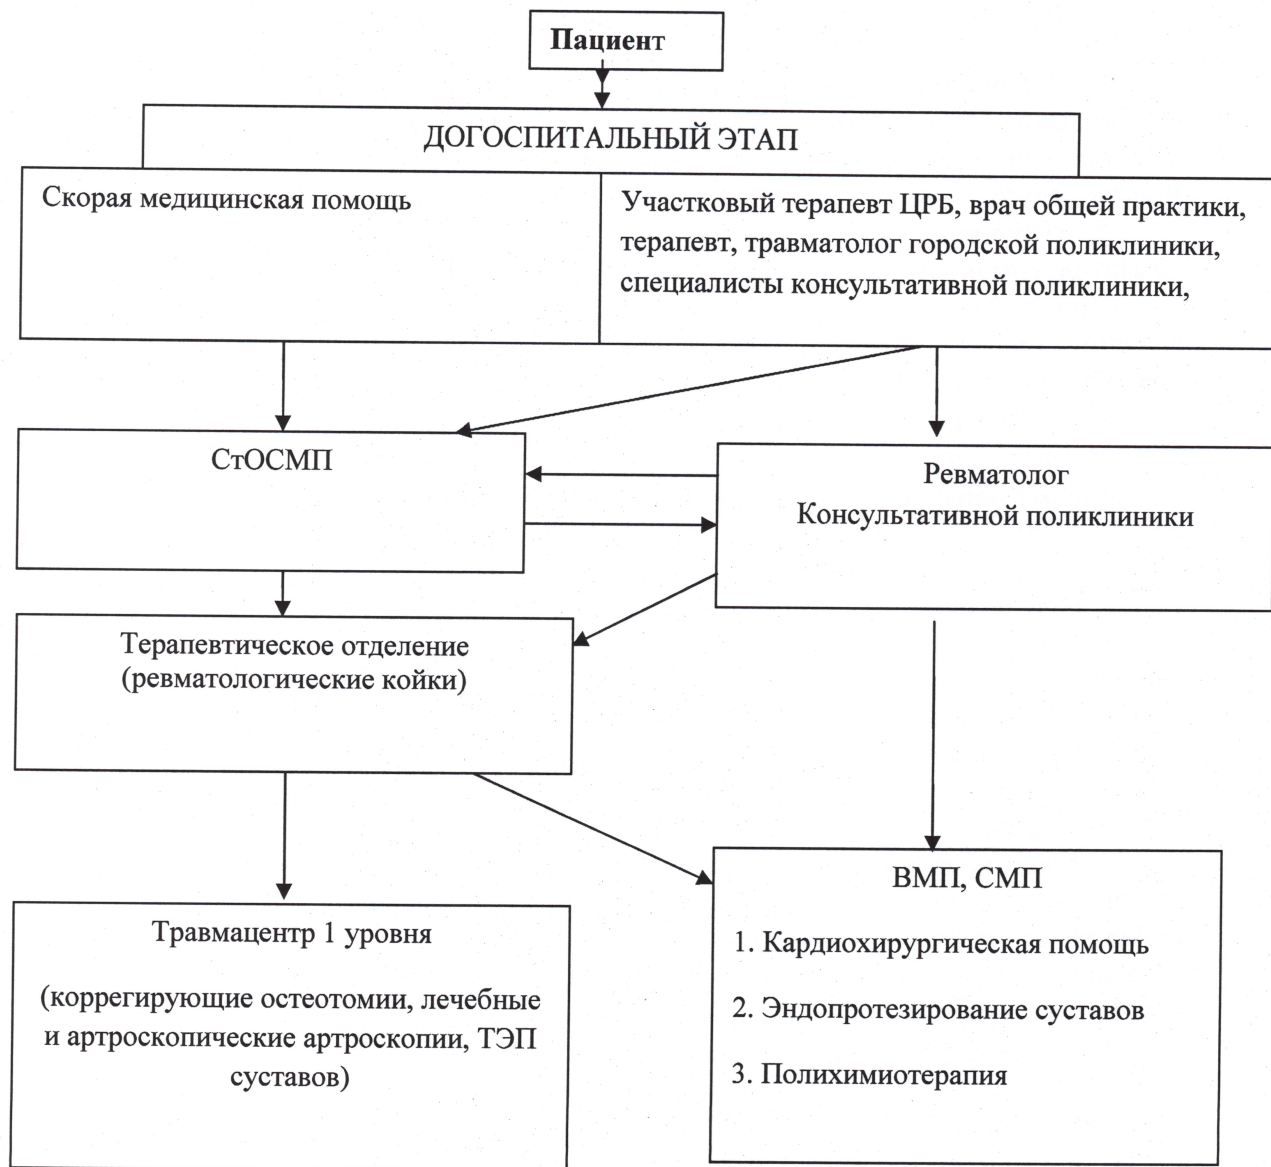 Пациент
ДОГОСПИТАЛЬНЫЙ ЭТАП
Скорая медицинская помощь
Участковый терапевт ЦРБ, врач общей практики,
терапевт, травматолог городской поликлиники,
специалисты консультативной поликлиники,
СтОСМП
Ревматолог
Консультативной поликлиники
Терапевтическое отделение
(ревматологические койки)
Травмацентр 1 уровня
(коррегирующие остеотомии, лечебные
и артроскопические артроскопии, ТЭП
суставов)
ВМП, СМП
1. Кардиохирургическая помощь
2. Эндопротезирование суставов
3. Полихимиотерапия